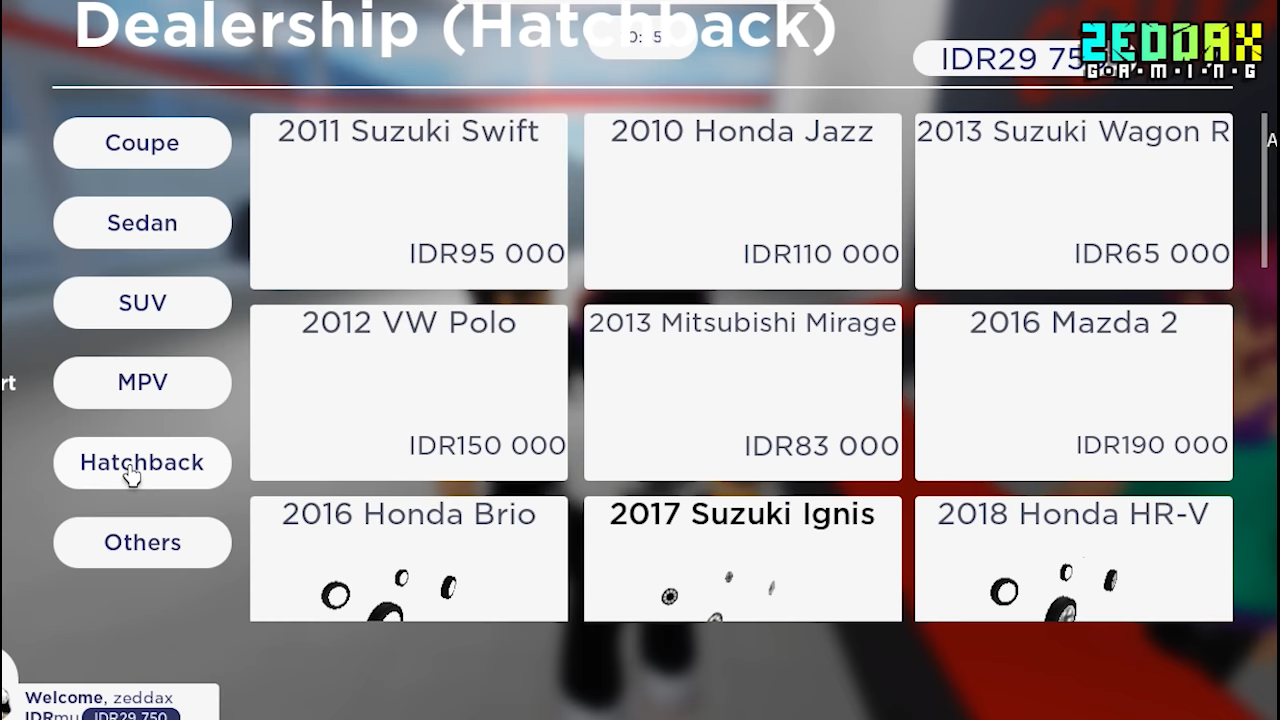 Dealership (Hatchback)
IDR29 75
ZEDDAX
G·A·M·I·N·G
Coupe
Sedan
SUV
MPV
Hatchback
Others
2011 Suzuki Swift
IDR95 000
2010 Honda Jazz
IDR110 000
2013 Suzuki Wagon R
IDR65 000
2012 VW Polo
IDR150 000
2013 Mitsubishi Mirage
IDR83 000
2016 Mazda 2
IDR190 000
2016 Honda Brio
2017 Suzuki Ignis
2018 Honda HR-V
rt
A
Welcome, zeddax
IDRmu IDR29 750